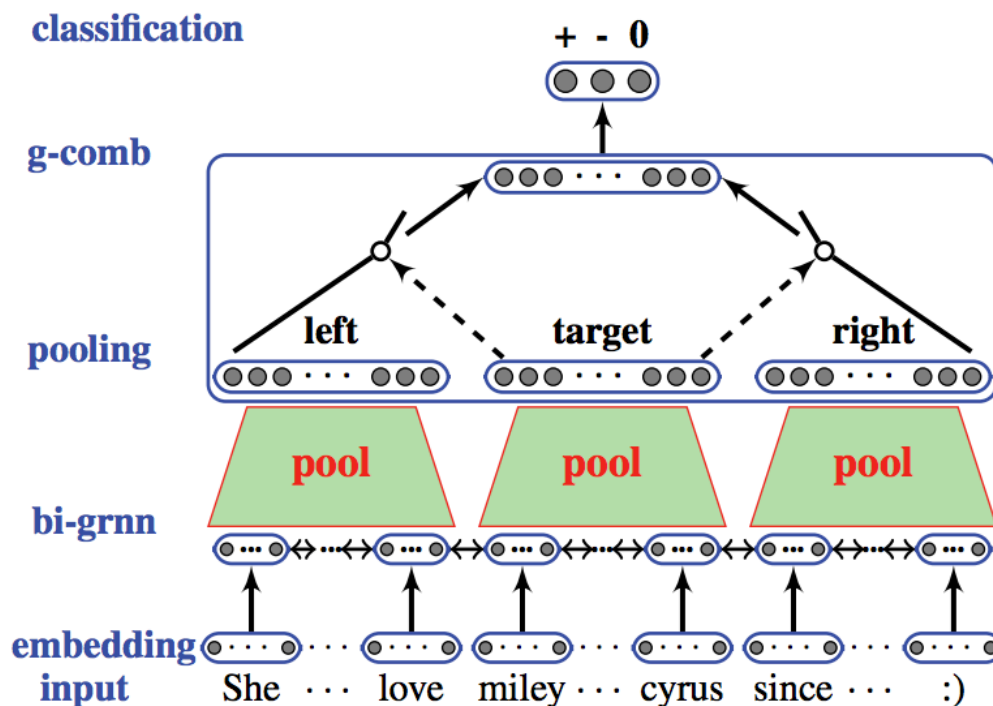 classification
+ - 0
g-comb
left target right
pooling
pool pool pool
bi-grnn
embedding
input
She ··· love miley ··· cyrus since ··· :)